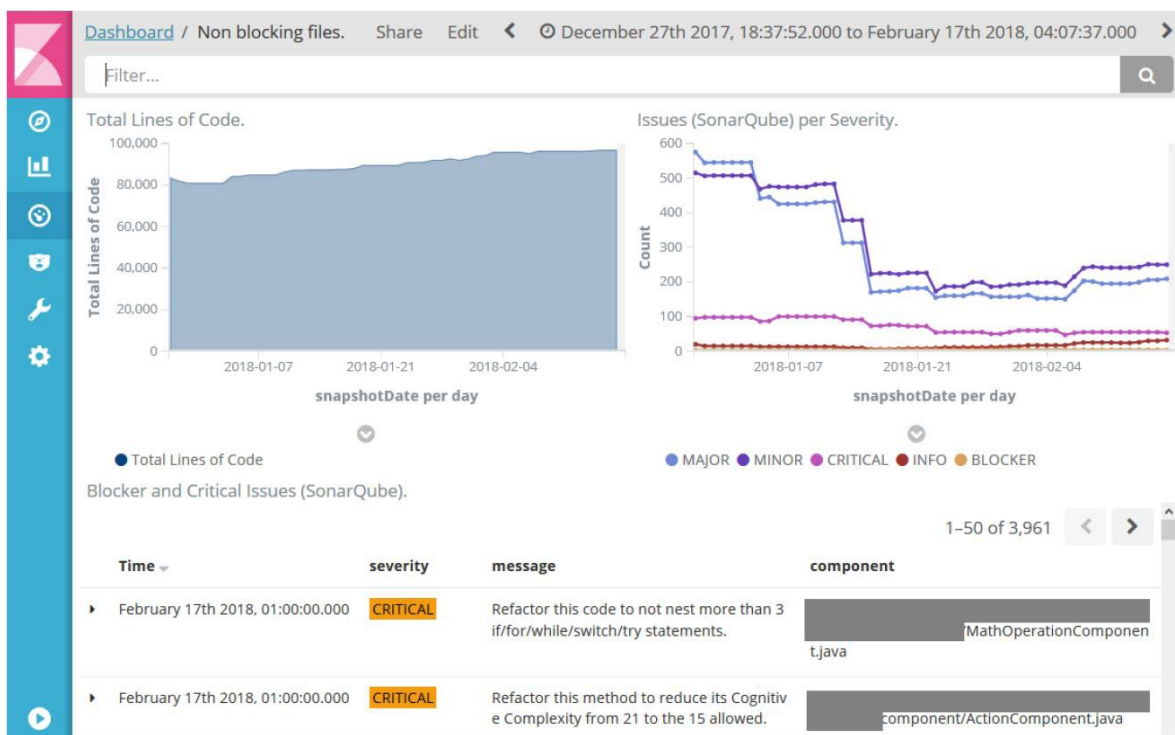 Dashboard / Non blocking files. Share Edit December 27th 2017, 18:37:52.000 to February 17th 2018, 04:07:37.000
Filter...
Total Lines of Code.
100,000
80,000
60,000
40,000
20,000
0
Total Lines of Code
2018-01-07 2018-01-21 2018-02-04
snapshotDate per day
Total Lines of Code
Issues (SonarQube) per Severity.
600
500
400
300
200
100
0
Count
2018-01-07 2018-01-21 2018-02-04
snapshotDate per day
MAJOR MINOR CRITICAL INFO BLOCKER
Blocker and Critical Issues (SonarQube).
1–50 of 3,961
Time severity message component
February 17th 2018, 01:00:00.000 CRITICAL Refactor this code to not nest more than 3
if/for/while/switch/try statements. /MathOperationComponen
t.java
February 17th 2018, 01:00:00.000 CRITICAL Refactor this method to reduce its Cognitiv
e Complexity from 21 to the 15 allowed. component/ActionComponent.java